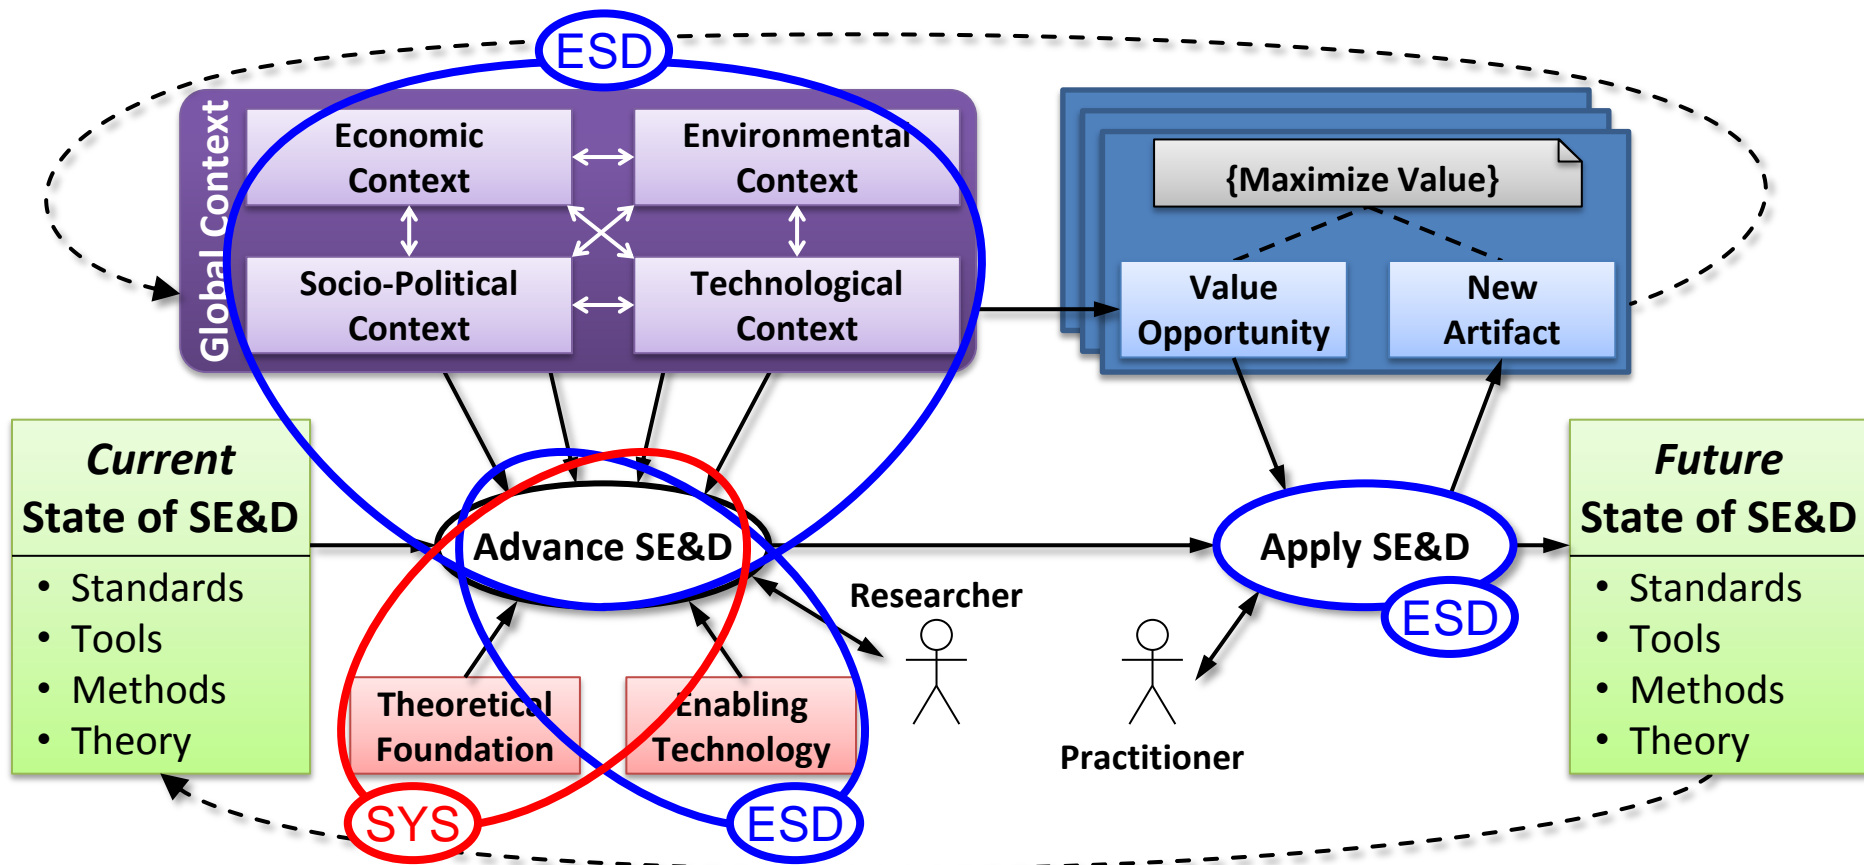 ESD
Global Context
Economic
Context
Environmental
Context
Socio-Political
Context
Technological
Context
{Maximize Value}
Value
Opportunity
New
Artifact
Current
State of SE&D
• Standards
• Tools
• Methods
• Theory
Advance SE&D
Apply SE&D
ESD
Researcher
Practitioner
Theoretical
Foundation
Enabling
Technology
SYS
ESD
Future
State of SE&D
• Standards
• Tools
• Methods
• Theory